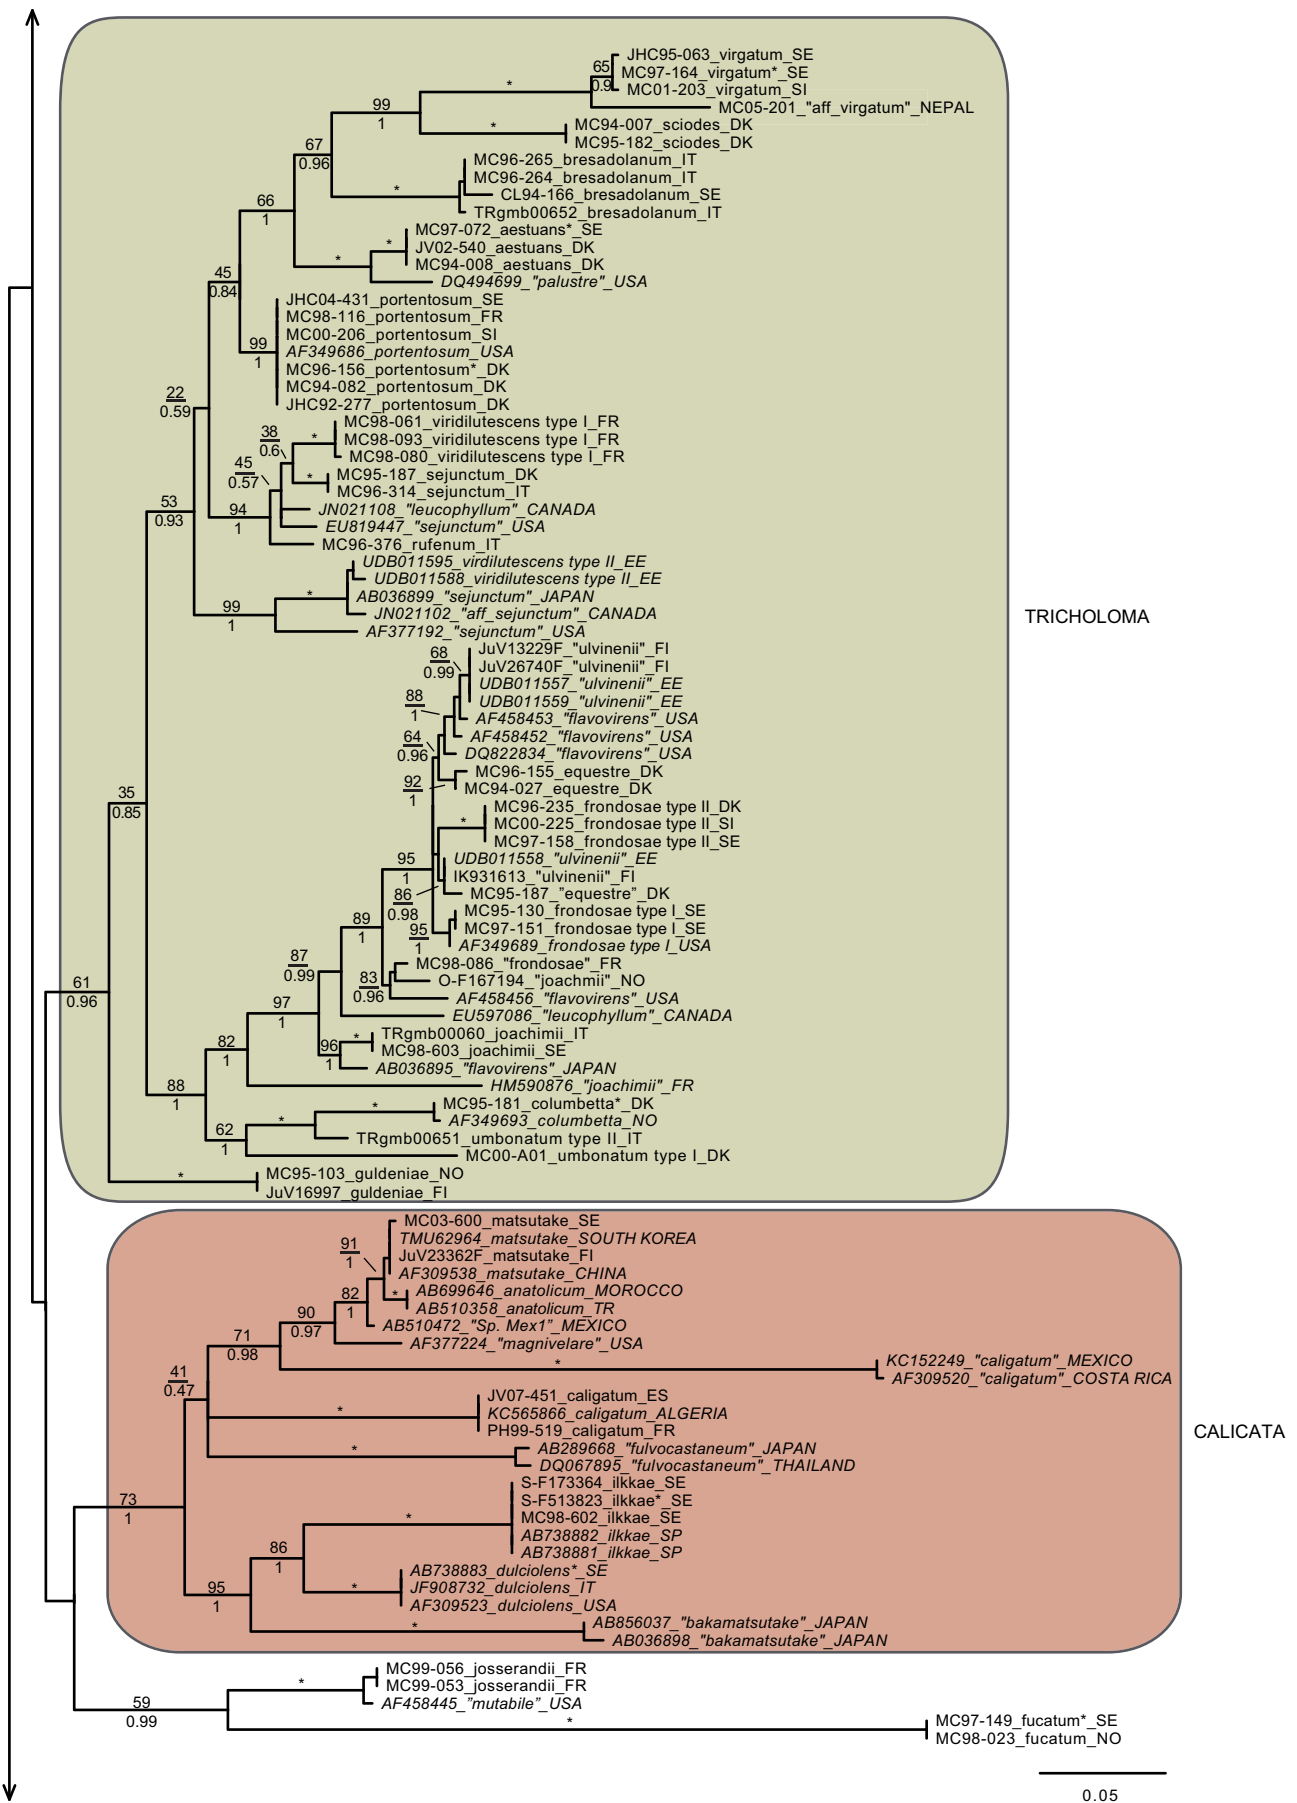 JHC95-063_virgatum_SE
65
MC97-164_virgatum*_SE
0.9
MC01-203_virgatum_SI
*
MC05-201_"aff_virgatum"_NEPAL
99
1
*
MC94-007_sciodes_DK
MC95-182_sciodes_DK
67
0.96
MC96-265_bresadolanum_IT
MC96-264_bresadolanum_IT
*
CL94-166_bresadolanum_SE
TRgmb00652_bresadolanum_IT
66
1
MC97-072_aestuans*_SE
*
JV02-540_aestuans_DK
*
MC94-008_aestuans_DK
DQ494699_"palustre"_USA
45
0.84
JHC04-431_portentosum_SE
MC98-116_portentosum_FR
MC00-206_portentosum_SI
99
1
AF349686_portentosum_USA
MC96-156_portentosum*_DK
MC94-082_portentosum_DK
JHC92-277_portentosum_DK
22
0.59
MC98-061_viridilutescens type I_FR
38
0.6
*
MC98-093_viridilutescens type I_FR
MC98-080_viridilutescens type I_FR
45
0.57
*
MC95-187_sejunctum_DK
MC96-314_sejunctum_IT
53
0.93
94
1
JN021108_"leucophyllum"_CANADA
EU819447_"sejunctum"_USA
MC96-376_rufenum_IT
UDB011595_virdilutescens type II_EE
UDB011588_viridilutescens type II_EE
*
AB036899_"sejunctum"_JAPAN
99
1
JN021102_"aff_sejunctum"_CANADA
AF377192_"sejunctum"_USA
TRICHOLOMA
JuV13229F_"ulvinenii"_FI
68
0.99
JuV26740F_"ulvinenii"_FI
UDB011557_"ulvinenii"_EE
UDB011559_"ulvinenii"_EE
88
1
AF458453_"flavovirens"_USA
AF458452_"flavovirens"_USA
64
0.96
DQ822834_"flavovirens"_USA
MC96-155_equestre_DK
92
1
MC94-027_equestre_DK
35
0.85
MC96-235_frondosae type II_DK
*
MC00-225_frondosae type II_SI
MC97-158_frondosae type II_SE
95
1
UDB011558_"ulvinenii"_EE
IK931613_"ulvinenii"_FI
86
0.98
MC95-187_”equestre”_DK
MC95-130_frondosae type I_SE
89
1
95
1
MC97-151_frondosae type I_SE
AF349689_frondosae type I_USA
87
0.99
MC98-086_"frondosae"_FR
83
0.96
O-F167194_"joachmii"_NO
61
0.96
AF458456_"flavovirens"_USA
97
1
EU597086_"leucophyllum"_CANADA
*
TRgmb00060_joachimii_IT
82
1
96
1
MC98-603_joachimii_SE
AB036895_"flavovirens"_JAPAN
88
1
HM590876_"joachimii"_FR
*
MC95-181_columbetta*_DK
*
AF349693_columbetta_NO
62
1
TRgmb00651_umbonatum type II_IT
MC00-A01_umbonatum type I_DK
*
MC95-103_guldeniae_NO
JuV16997_guldeniae_FI
MC03-600_matsutake_SE
91
1
TMU62964_matsutake_SOUTH KOREA
JuV23362F_matsutake_FI
AF309538_matsutake_CHINA
82
1
*
AB699646_anatolicum_MOROCCO
AB510358_anatolicum_TR
90
0.97
AB510472_"Sp. Mex1”_MEXICO
71
0.98
AF377224_"magnivelare"_USA
*
KC152249_"caligatum"_MEXICO
AF309520_"caligatum"_COSTA RICA
41
0.47
JV07-451_caligatum_ES
*
KC565866_caligatum_ALGERIA
PH99-519_caligatum_FR
CALICATA
*
AB289668_"fulvocastaneum"_JAPAN
DQ067895_"fulvocastaneum"_THAILAND
S-F173364_ilkkae_SE
73
1
S-F513823_ilkkae*_SE
*
MC98-602_ilkkae_SE
AB738882_ilkkae_SP
86
1
AB738881_ilkkae_SP
AB738883_dulciolens*_SE
95
1
*
JF908732_dulciolens_IT
AF309523_dulciolens_USA
*
AB856037_"bakamatsutake"_JAPAN
AB036898_"bakamatsutake"_JAPAN
MC99-056_josserandii_FR
*
MC99-053_josserandii_FR
59
0.99
AF458445_”mutabile”_USA
*
MC97-149_fucatum*_SE
MC98-023_fucatum_NO
0.05